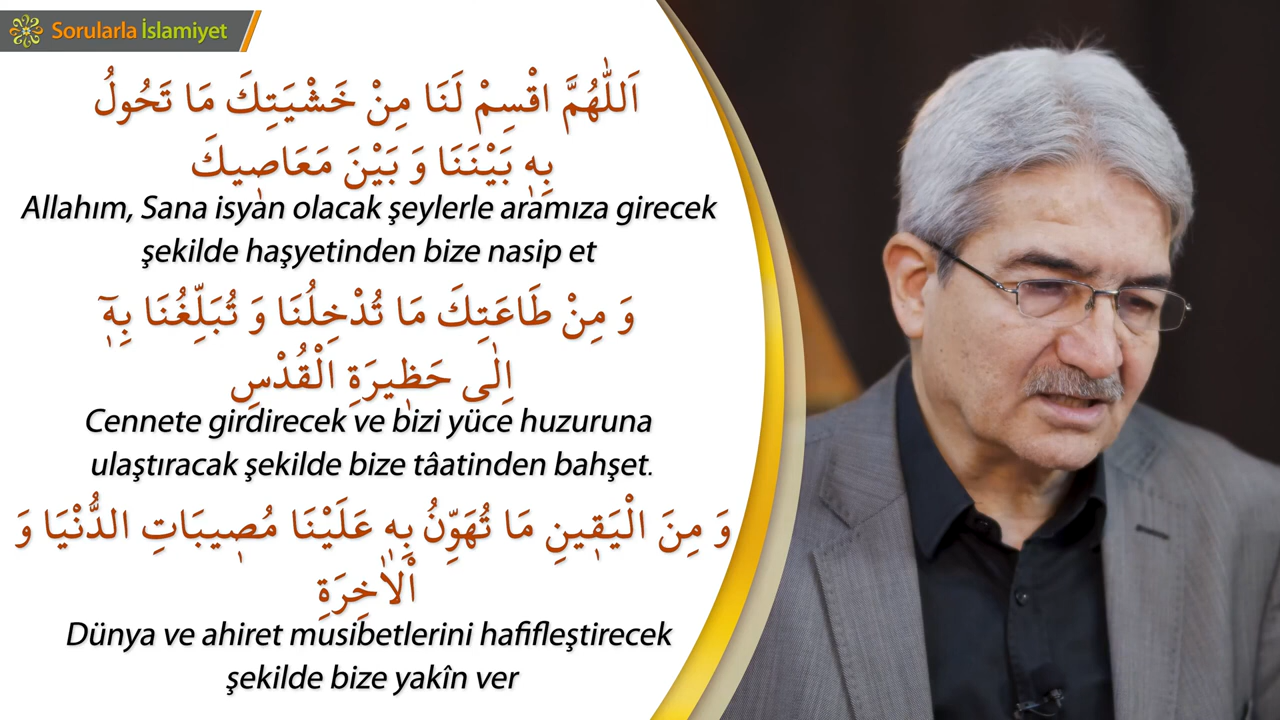 Sorularla İslamiyet
اَللّٰهُمَّ اقْسِمْ لَنَا مِنْ خَشْيَتِكَ مَا تَحُولُ
بِهٖ بَيْنَنَا وَ بَيْنَ مَعَاصٖيكَ
Allahım, Sana isyan olacak şeylerle aramıza girecek
şekilde haşyetinden bize nasip et
وَ مِنْ طَاعَتِكَ مَا تُدْخِلُنَا وَ تُبَلِّغُنَا بِهٖٓ
اِلٰى حَظٖيرَةِ الْقُدْسِ
Cennete girdirecek ve bizi yüce huzuruna
ulaştıracak şekilde bize tâatinden bahşet.
وَ مِنَ الْيَقٖينِ مَا تُهَوِّنُ بِهٖ عَلَيْنَا مُصٖيبَاتِ الدُّنْيَا وَ
الْاٰخِرَةِ
Dünya ve ahiret musibetlerini hafifleştirecek
şekilde bize yakîn ver